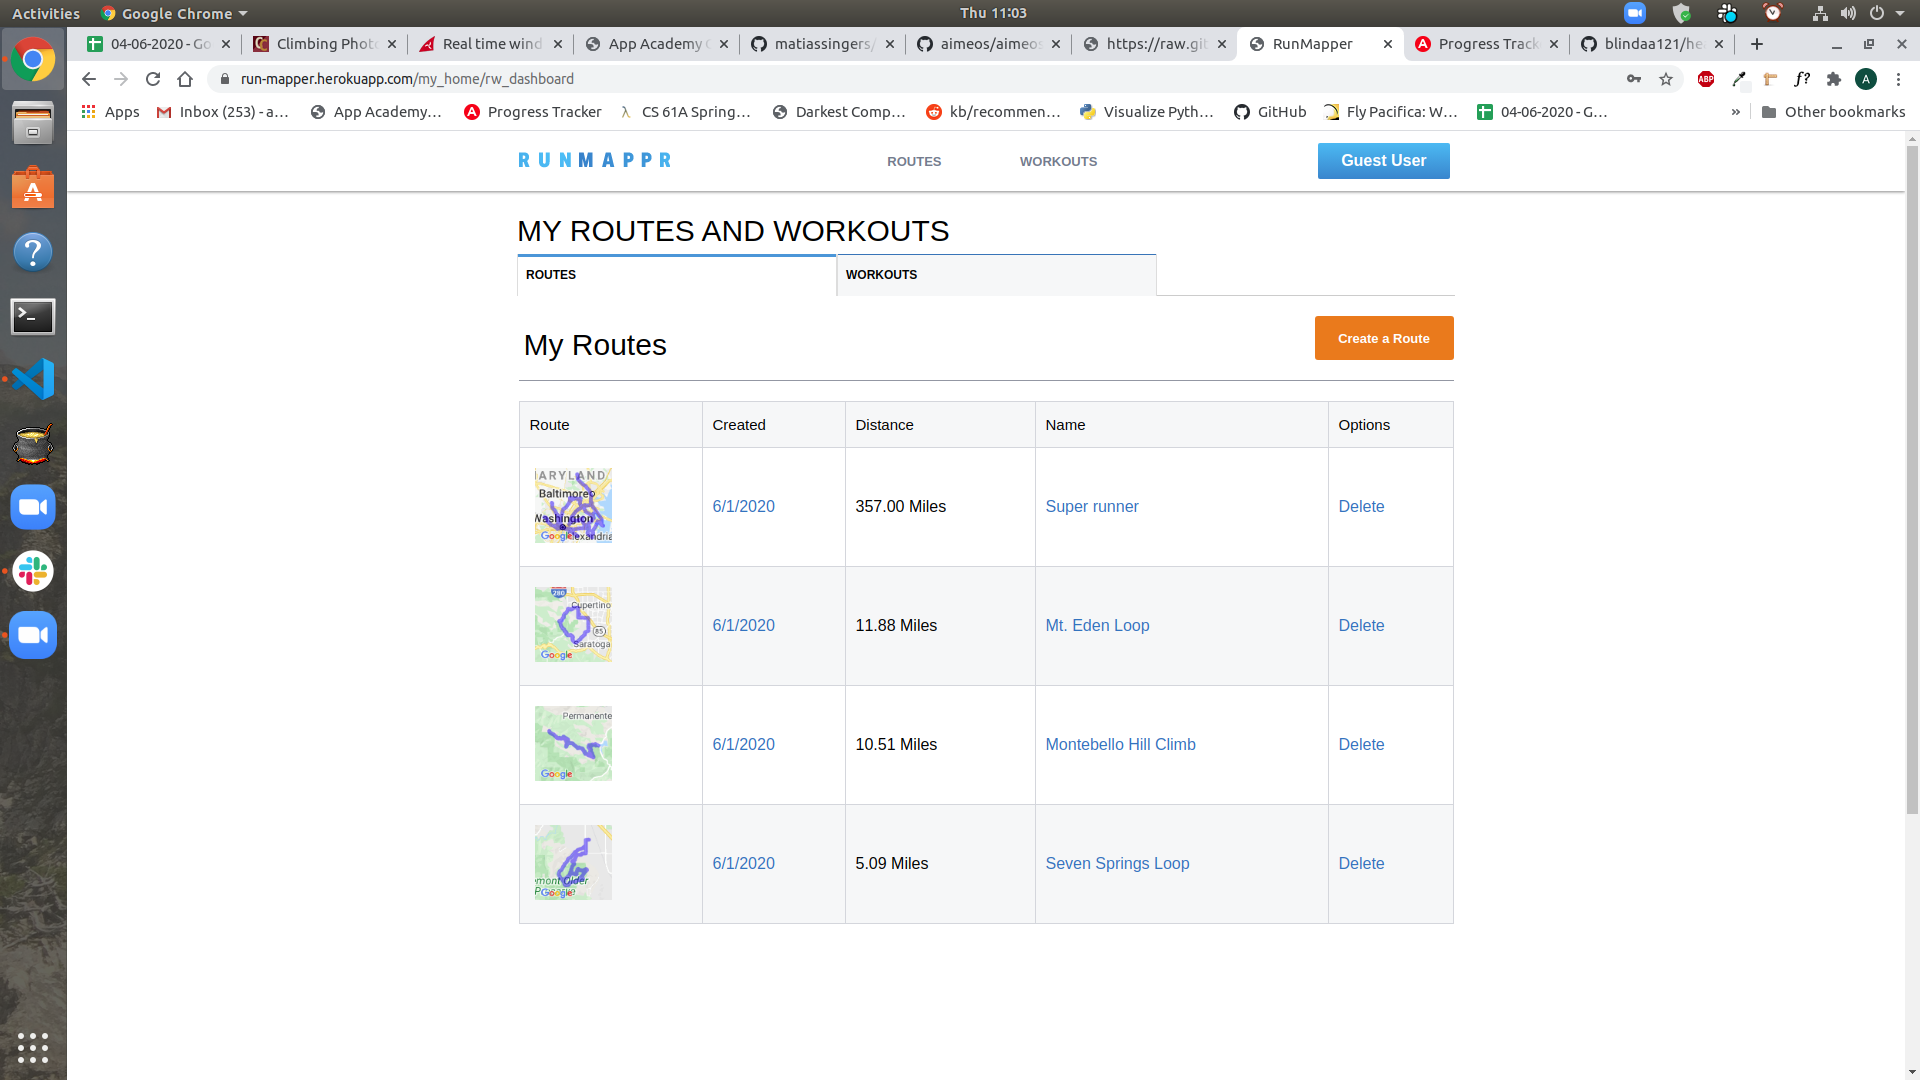 Activities Google Chrome Thu 11:03
04-06-2020 - Go Climbing Phot Real time wind App Academy matiassingers/ aimeos/aimeos https://raw.git RunMapper Progress Track blindaa121/he
run-mapper.herokuapp.com/my_home/rw_dashboard ABP f? A
Apps Inbox (253) - a… App Academy… Progress Tracker CS 61A Spring… Darkest Comp… kb/recommen… Visualize Pyth… GitHub Fly Pacifica: W… 04-06-2020 - G… » Other bookmarks
RUNMAPPR ROUTES WORKOUTS Guest User
MY ROUTES AND WORKOUTS
ROUTES WORKOUTS
My Routes Create a Route
Route Created Distance Name Options
ARYLAND
Baltimore
Washington
Google lexandria
6/1/2020 357.00 Miles Super runner Delete
280
Cupertino
85
Saratoga
Google
6/1/2020 11.88 Miles Mt. Eden Loop Delete
Permanente
Google
6/1/2020 10.51 Miles Montebello Hill Climb Delete
emont Older
Preserve
Google
6/1/2020 5.09 Miles Seven Springs Loop Delete